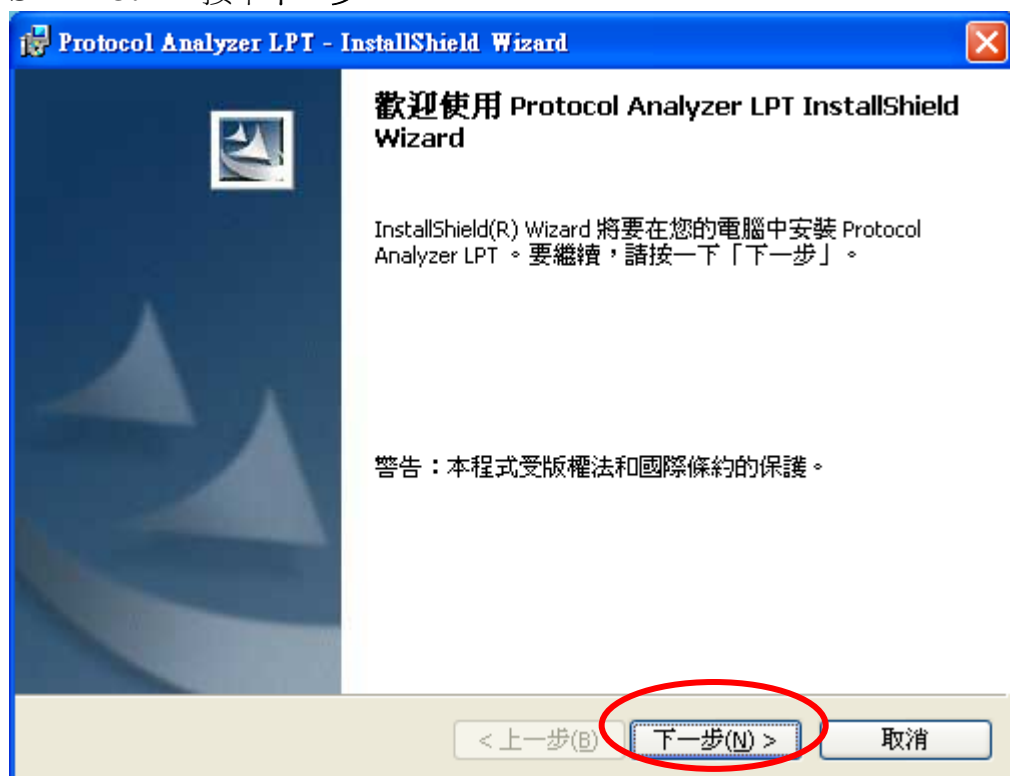 Protocol Analyzer LPT - InstallShield Wizard
歡迎使用 Protocol Analyzer LPT InstallShield
Wizard
InstallShield(R) Wizard 將要在您的電腦中安裝 Protocol
Analyzer LPT 。要繼續，請按一下「下一步」。
警告：本程式受版權法和國際條約的保護。
< 上一步(B)
下一步(N) >
取消